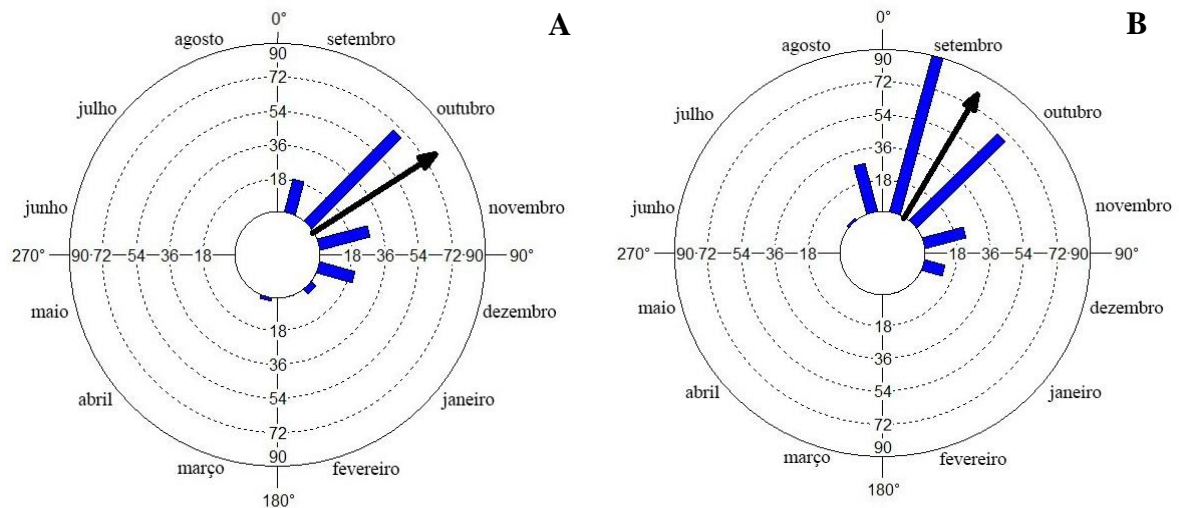 A
0°
setembro
outubro
novembro
90°
dezembro
janeiro
fevereiro
180°
março
abril
maio
270°
junho
julho
agosto
90
72
54
36
18
90 72 54 36 18
18 36 54 72 90
18
36
54
72
90
B
0°
setembro
outubro
novembro
90°
dezembro
janeiro
fevereiro
180°
março
abril
maio
270°
junho
julho
agosto
90
72
54
36
18
90 72 54 36 18
18 36 54 72 90
18
36
54
72
90